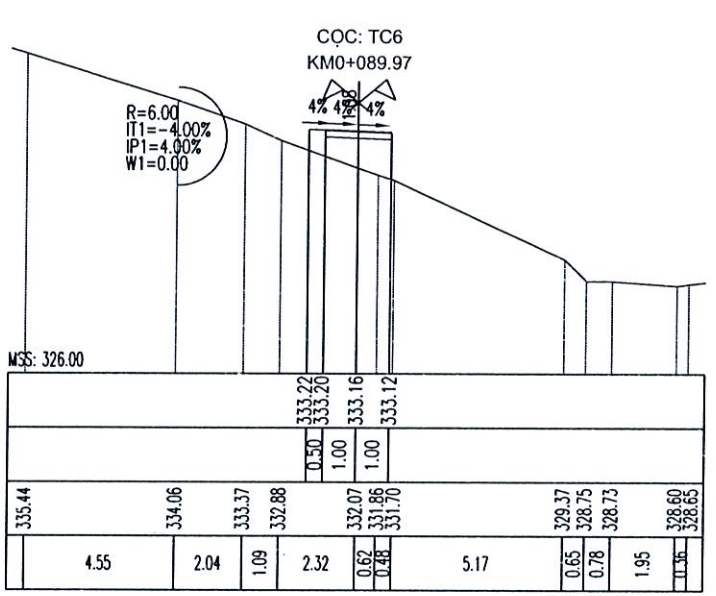 CỌC: TC6
KM0+089.97
1.08
4% 4% 4%
R=6.00
IT1=-4.00%
IP1=4.00%
W1=0.00
MSS: 326.00
333.22 333.20 333.16 333.12
0.50 1.00 1.00
335.44 334.06 333.37 332.88 332.07 331.86 331.70 329.37 328.75 328.73 328.60 328.65
4.55 2.04 1.09 2.32 0.62 0.48 5.17 0.65 0.78 1.95 0.36